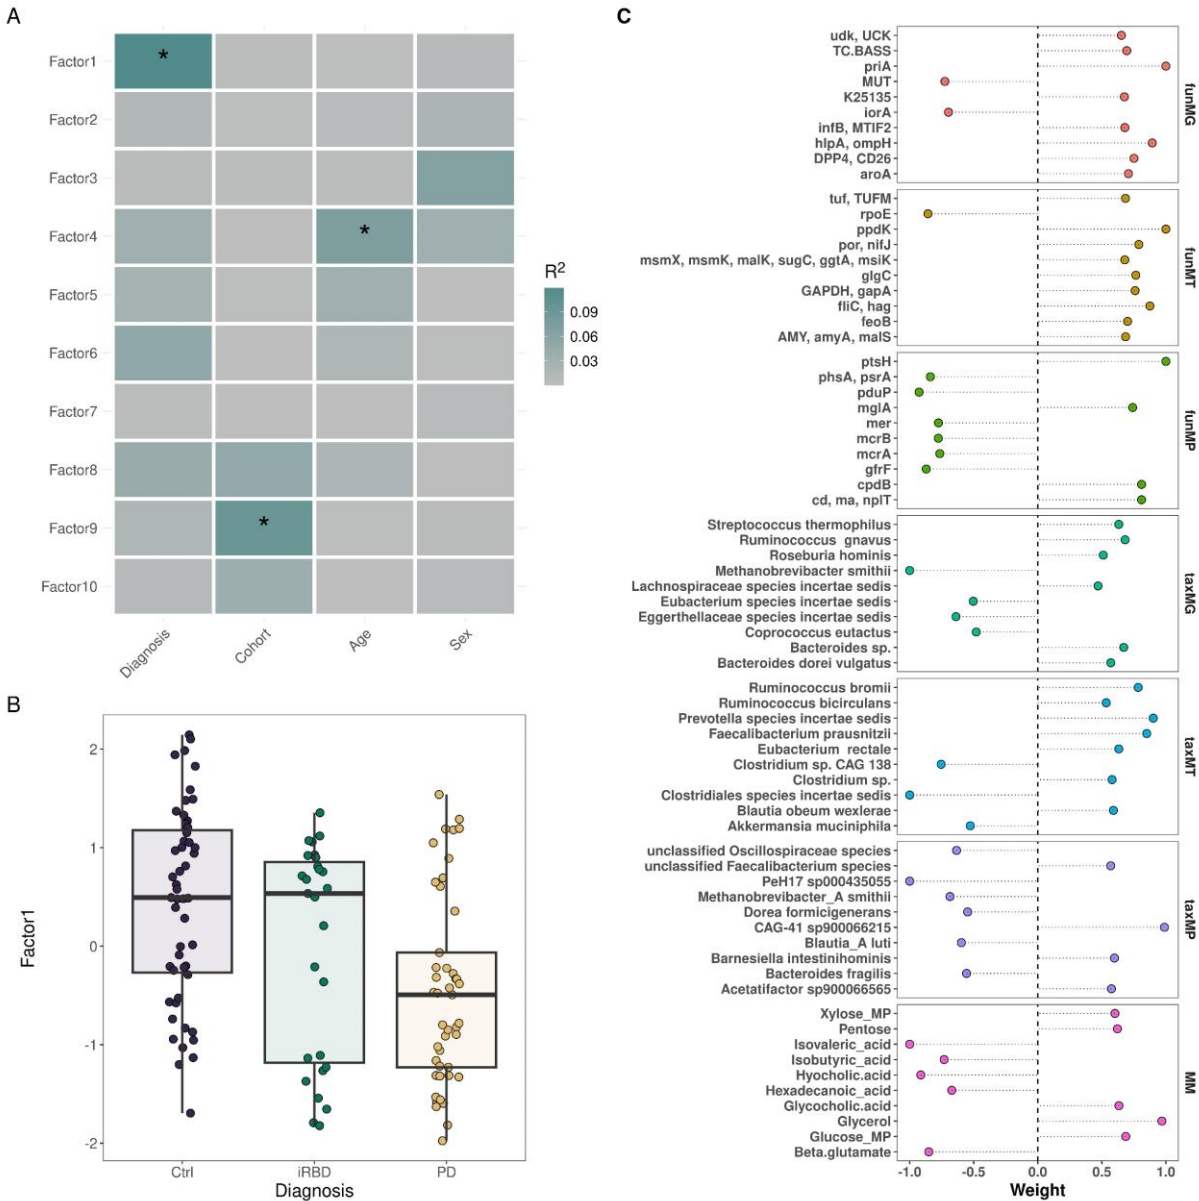 A
Factor1
*
Factor2
Factor3
Factor4
*
Factor5
Factor6
Factor7
Factor8
Factor9
*
Factor10
Diagnosis
Cohort
Age
Sex
R²
0.09
0.06
0.03
B
Factor1
2
1
0
-1
-2
Ctrl
iRBD
PD
Diagnosis
C
udk, UCK
TC.BASS
priA
MUT
K25135
iorA
infB, MTIF2
hlpA, ompH
DPP4, CD26
aroA
funMG
tuf, TUFM
rpoE
ppdK
por, nifJ
msmX, msmK, malK, sugC, ggtA, msiK
glgC
GAPDH, gapA
fliC, hag
feoB
AMY, amyA, malS
funMT
ptsH
phsA, psrA
pduP
mglA
mer
mcrB
mcrA
gfrF
cpdB
cd, ma, nplT
funMP
Streptococcus thermophilus
Ruminococcus gnavus
Roseburia hominis
Methanobrevibacter smithii
Lachnospiraceae species incertae sedis
Eubacterium species incertae sedis
Eggerthellaceae species incertae sedis
Coprococcus eutactus
Bacteroides sp.
Bacteroides dorei vulgatus
taxMG
Ruminococcus bromii
Ruminococcus bicirculans
Prevotella species incertae sedis
Faecalibacterium prausnitzii
Eubacterium rectale
Clostridium sp. CAG 138
Clostridium sp.
Clostridiales species incertae sedis
Blautia obeum wexlerae
Akkermansia muciniphila
taxMT
unclassified Oscillospiraceae species
unclassified Faecalibacterium species
PeH17 sp000435055
Methanobrevibacter_A smithii
Dorea formicigenerans
CAG-41 sp900066215
Blautia_A luti
Barnesiella intestinihominis
Bacteroides fragilis
Acetatifactor sp900066565
taxMP
Xylose_MP
Pentose
Isovaleric_acid
Isobutyric_acid
Hyocholic.acid
Hexadecanoic_acid
Glycocholic.acid
Glycerol
Glucose_MP
Beta.glutamate
MM
-1.0
-0.5
0.0
0.5
1.0
Weight